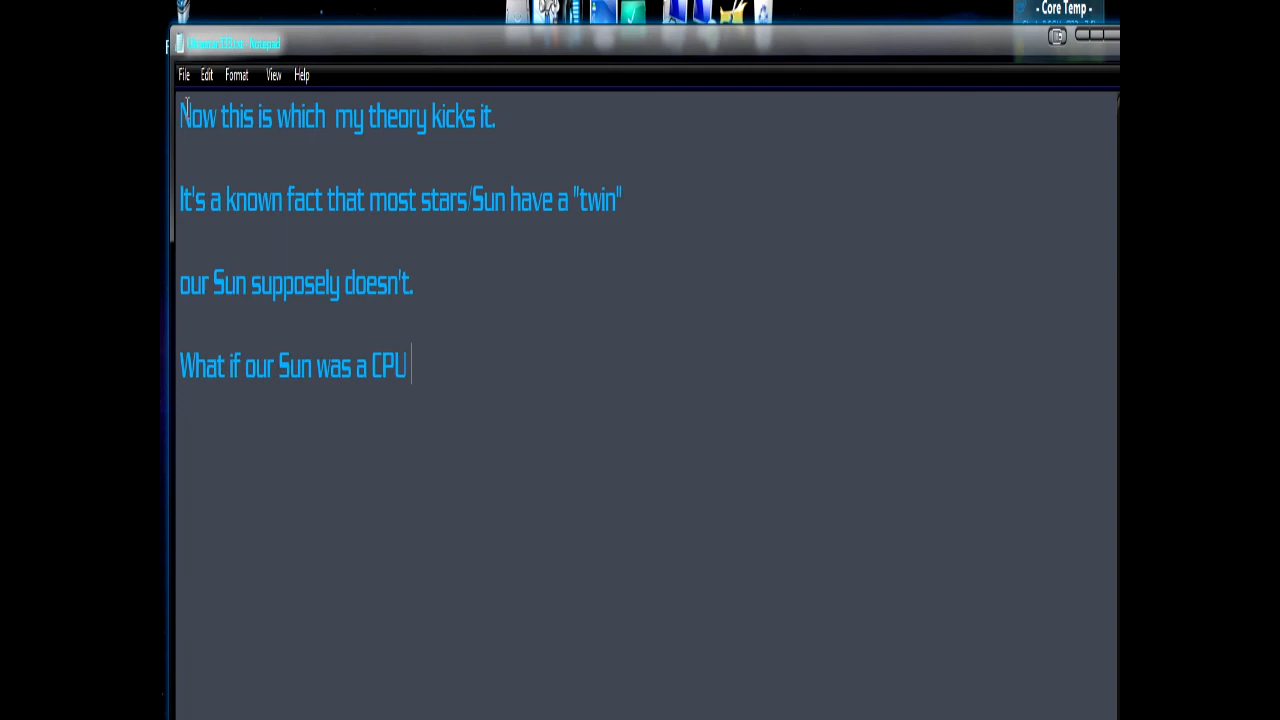 - Core Temp -
Notepad
File Edit Format View Help
Now this is which  my theory kicks it.
It's a known fact that most stars/Sun have a "twin"
our Sun supposely doesn't.
What if our Sun was a CPU